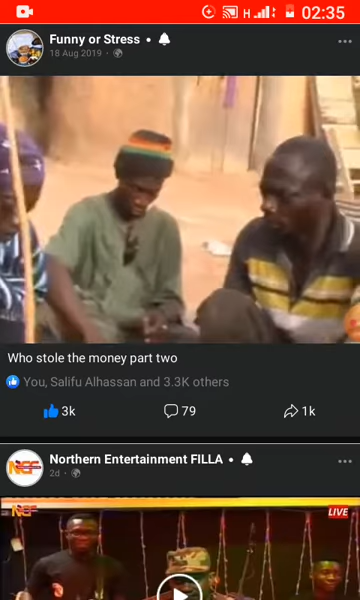 H 02:35
Funny or Stress •
18 Aug 2019 ·
Who stole the money part two
You, Salifu Alhassan and 3.3K others
3k 79 1k
Northern Entertainment FILLA •
2d ·
NEF
NEF LIVE